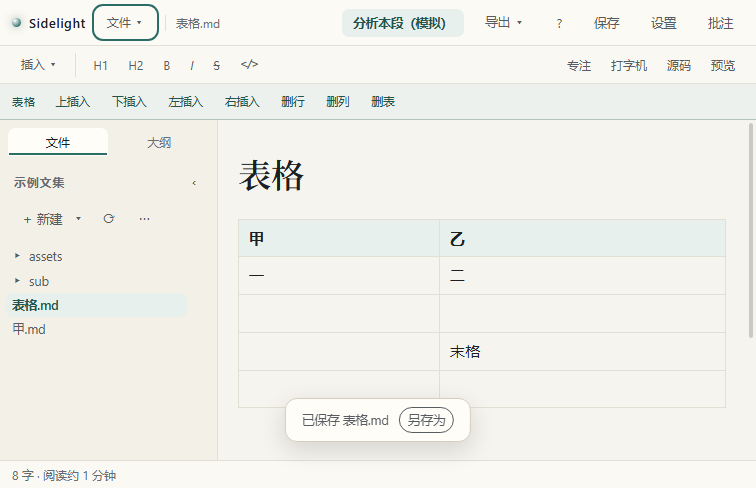 Sidelight 文件 表格.md 分析本段（模拟） 导出 ? 保存 设置 批注
插入 H1 H2 B I S </> 专注 打字机 源码 预览
表格 上插入 下插入 左插入 右插入 删行 删列 删表
文件 大纲
示例文集
+ 新建 ···
assets
sub
表格.md
甲.md
表格
甲 乙
一 二
末格
已保存 表格.md 另存为
8 字 · 阅读约 1 分钟